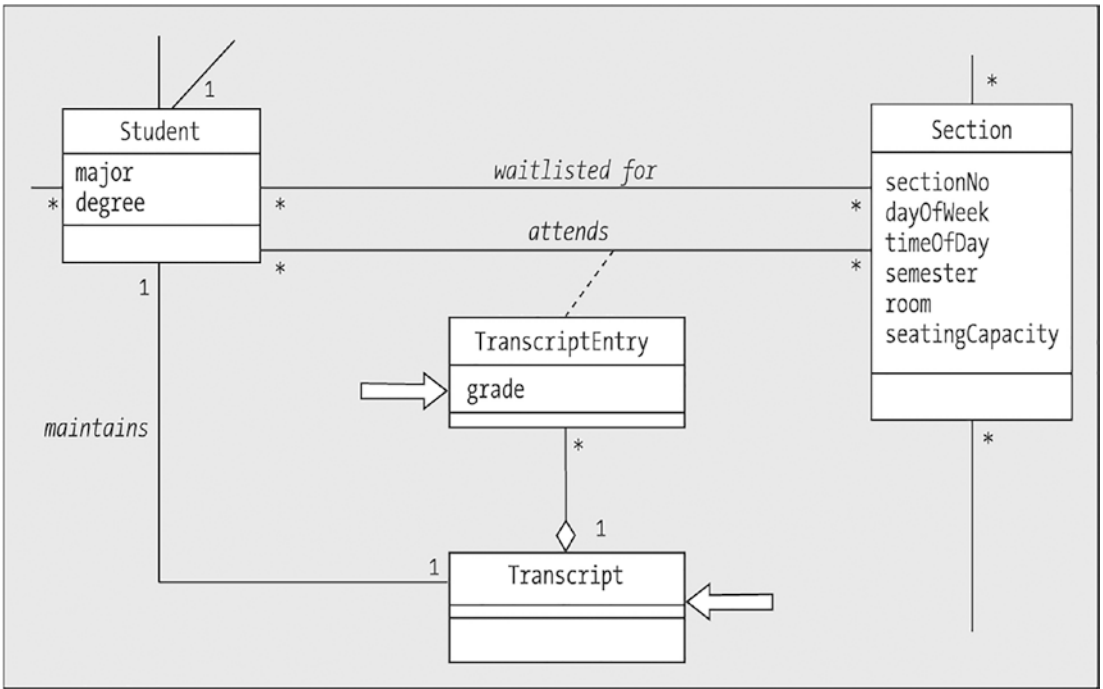 1
*
Student
major
degree
*
Section
sectionNo
dayOfWeek
timeOfDay
semester
room
seatingCapacity
waitlisted for
*
*
attends
*
*
1
TranscriptEntry
grade
maintains
*
*
1
1
Transcript